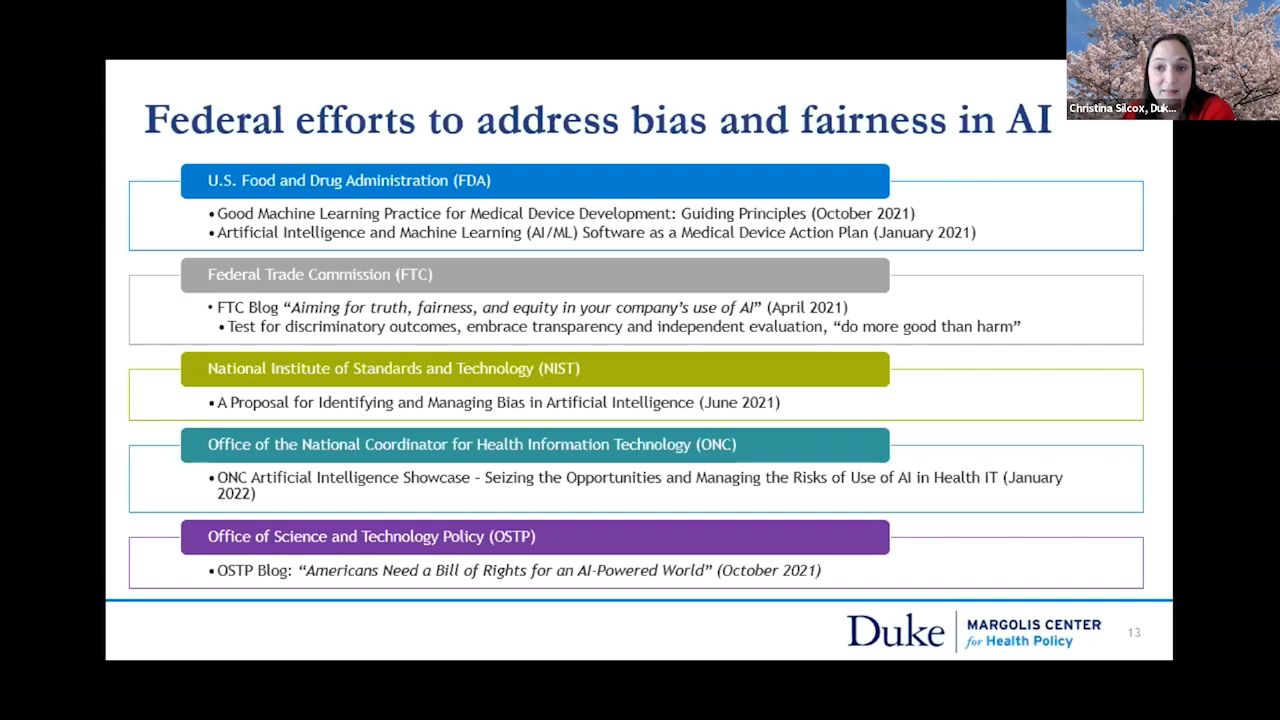 Christina Silcox, Duk...
Federal efforts to address bias and fairness in AI
U.S. Food and Drug Administration (FDA)
•Good Machine Learning Practice for Medical Device Development: Guiding Principles (October 2021)
•Artificial Intelligence and Machine Learning (AI/ML) Software as a Medical Device Action Plan (January 2021)
Federal Trade Commission (FTC)
• FTC Blog “Aiming for truth, fairness, and equity in your company’s use of AI” (April 2021)
•Test for discriminatory outcomes, embrace transparency and independent evaluation, “do more good than harm”
National Institute of Standards and Technology (NIST)
•A Proposal for Identifying and Managing Bias in Artificial Intelligence (June 2021)
Office of the National Coordinator for Health Information Technology (ONC)
•ONC Artificial Intelligence Showcase – Seizing the Opportunities and Managing the Risks of Use of AI in Health IT (January
2022)
Office of Science and Technology Policy (OSTP)
•OSTP Blog: “Americans Need a Bill of Rights for an AI-Powered World” (October 2021)
Duke
MARGOLIS CENTER
for Health Policy
13